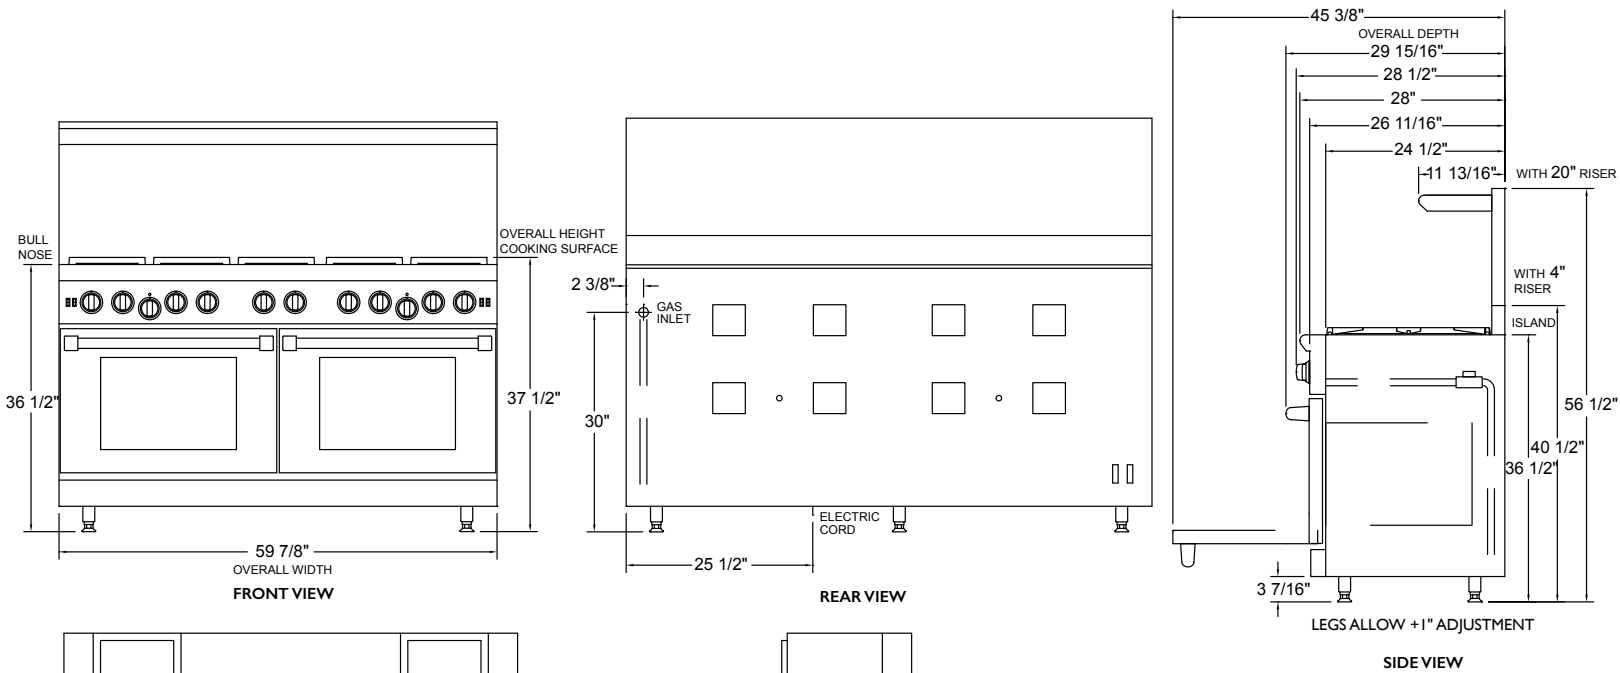 BULL
NOSE
OVERALL HEIGHT
COOKING SURFACE
36 1/2"
37 1/2"
59 7/8"
OVERALL WIDTH
FRONT VIEW
2 3/8"
GAS
INLET
30"
ELECTRIC
CORD
25 1/2"
REAR VIEW
45 3/8"
OVERALL DEPTH
29 15/16"
28 1/2"
28"
26 11/16"
24 1/2"
11 13/16"
WITH 20" RISER
WITH 4"
RISER
ISLAND
56 1/2"
40 1/2"
36 1/2"
3 7/16"
LEGS ALLOW +1" ADJUSTMENT
SIDE VIEW